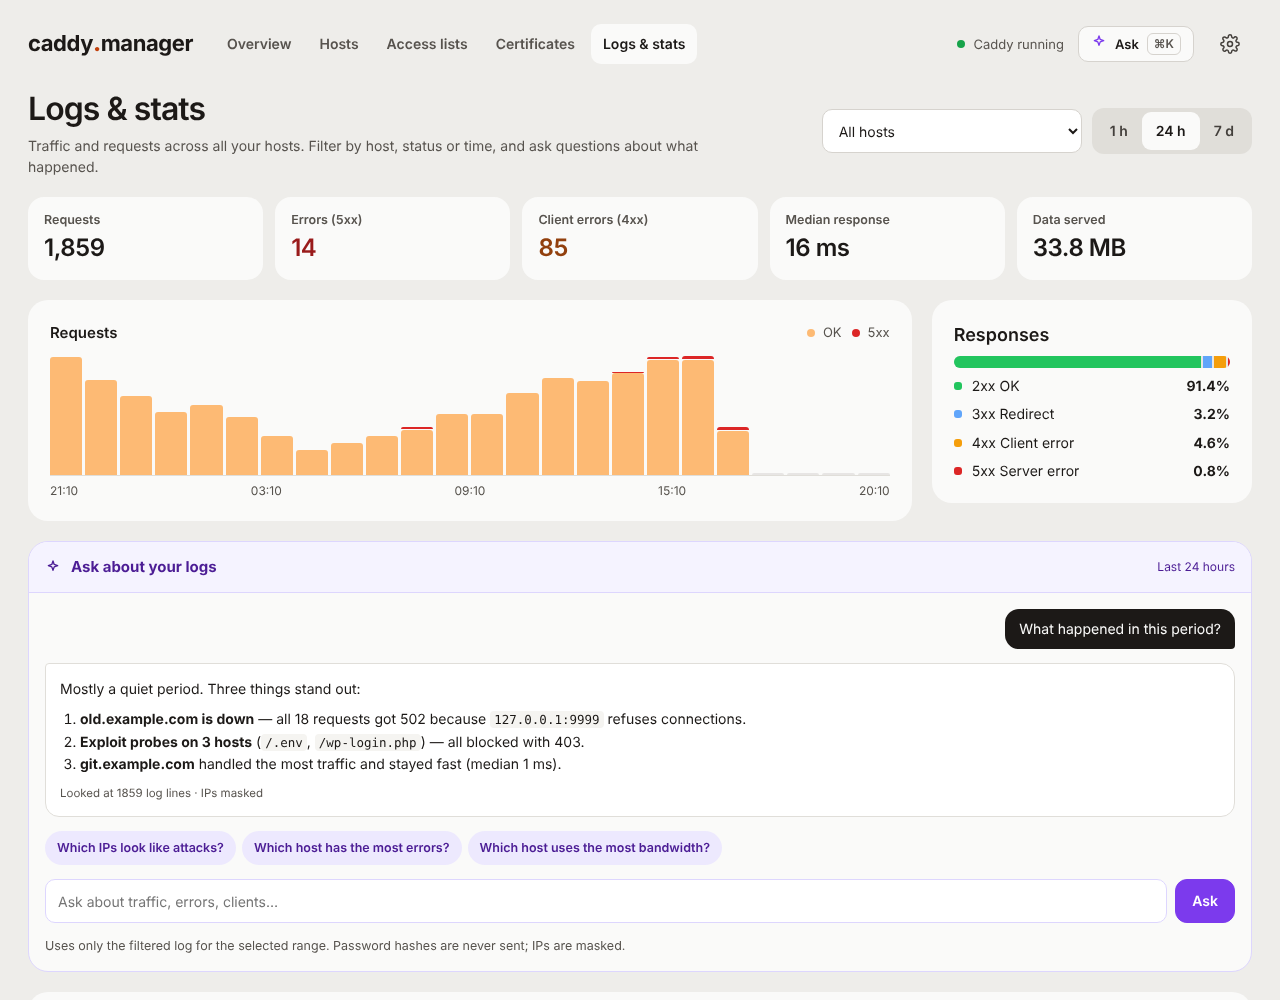 caddy.manager
Overview
Hosts
Access lists
Certificates
Logs & stats
Caddy running
Ask
⌘K
Logs & stats
Traffic and requests across all your hosts. Filter by host, status or time, and ask questions about what
happened.
All hosts
1 h
24 h
7 d
Requests
1,859
Errors (5xx)
14
Client errors (4xx)
85
Median response
16 ms
Data served
33.8 MB
Requests
OK
5xx
21:10
03:10
09:10
15:10
20:10
Responses
2xx OK 91.4%
3xx Redirect 3.2%
4xx Client error 4.6%
5xx Server error 0.8%
Ask about your logs
Last 24 hours
What happened in this period?
Mostly a quiet period. Three things stand out:
1. old.example.com is down — all 18 requests got 502 because 127.0.0.1:9999 refuses connections.
2. Exploit probes on 3 hosts (/.env, /wp-login.php) — all blocked with 403.
3. git.example.com handled the most traffic and stayed fast (median 1 ms).
Looked at 1859 log lines · IPs masked
Which IPs look like attacks?
Which host has the most errors?
Which host uses the most bandwidth?
Ask about traffic, errors, clients...
Ask
Uses only the filtered log for the selected range. Password hashes are never sent; IPs are masked.